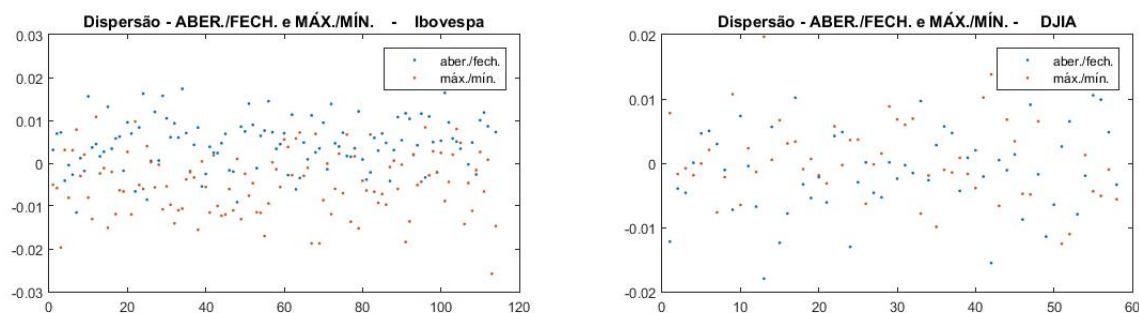 Dispersão - ABER./FECH. e MÁX./MÍN. - Ibovespa
0.03
0.02
0.01
0
-0.01
-0.02
-0.03
0 20 40 60 80 100 120
aber./fech.
máx./mín.
Dispersão - ABER./FECH. e MÁX./MÍN. - DJIA
0.02
0.01
0
-0.01
-0.02
0 10 20 30 40 50 60
aber./fech.
máx./mín.